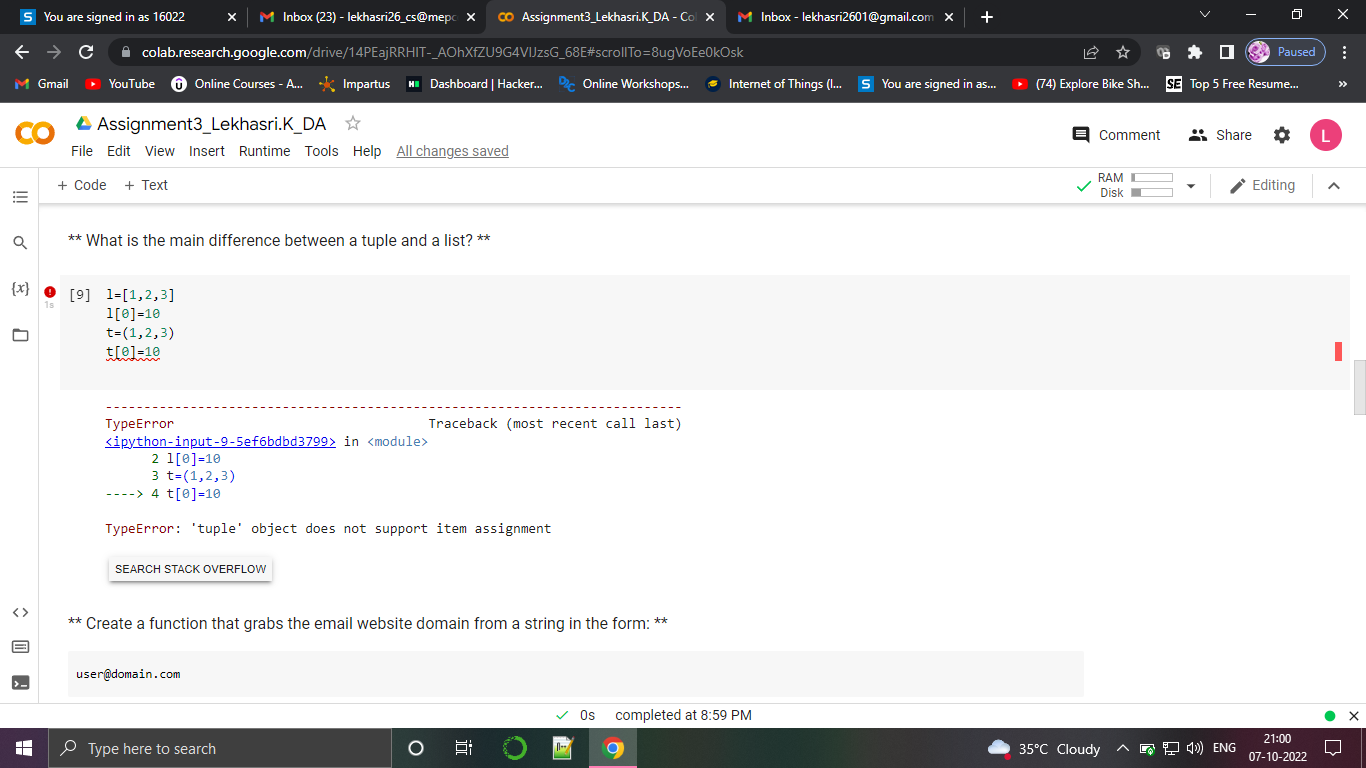 You are signed in as 16022
Inbox (23) - lekhasri26_cs@mepc
Assignment3_Lekhasri.K_DA - Col
Inbox - lekhasri2601@gmail.com
colab.research.google.com/drive/14PEajRRHlT-_AOhXfZU9G4VlJzsG_68E#scrollTo=8ugVoEe0kOsk
Paused
Gmail
YouTube
Online Courses - A...
Impartus
Dashboard | Hacker...
Online Workshops...
Internet of Things (I...
You are signed in as...
(74) Explore Bike Sh...
Top 5 Free Resume...
Assignment3_Lekhasri.K_DA
Comment
Share
L
File Edit View Insert Runtime Tools Help All changes saved
+ Code + Text
RAM
Disk
Editing
** What is the main difference between a tuple and a list? **
1s
[9] l=[1,2,3]
l[0]=10
t=(1,2,3)
t[0]=10
---------------------------------------------------------------------------
TypeError Traceback (most recent call last)
<ipython-input-9-5ef6bdbd3799> in <module>
2 l[0]=10
3 t=(1,2,3)
----> 4 t[0]=10
TypeError: 'tuple' object does not support item assignment
SEARCH STACK OVERFLOW
** Create a function that grabs the email website domain from a string in the form: **
user@domain.com
0s completed at 8:59 PM
Type here to search
35°C Cloudy
ENG
21:00
07-10-2022